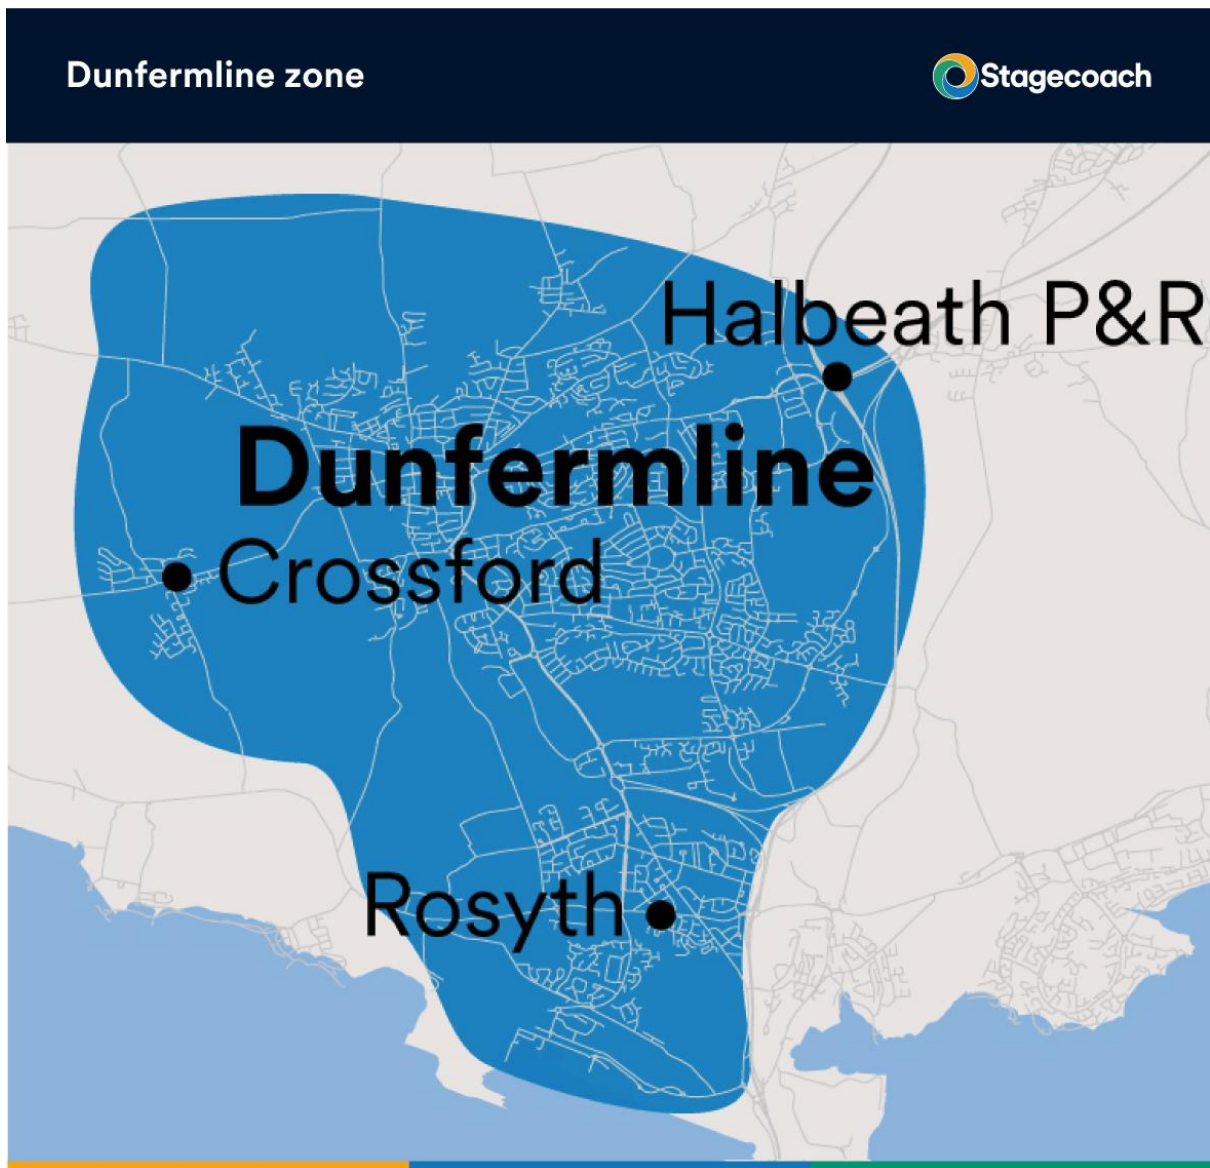 Dunfermline zone
Stagecoach
Halbeath P&R
Dunfermline
Crossford
Rosyth